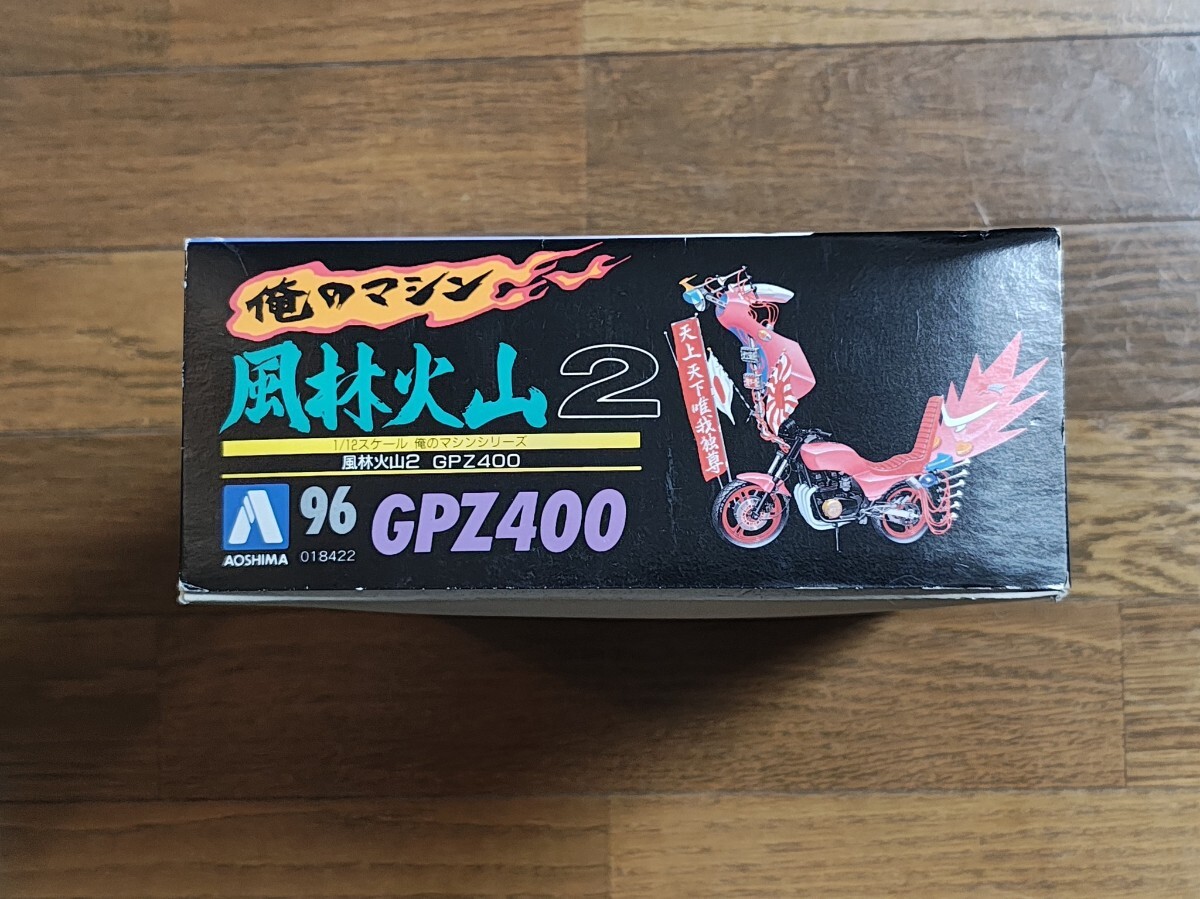 俺のマシン
風林火山2
1/12スケール 俺のマシンシリーズ
風林火山2 GPZ400
96 GPZ400
AOSHIMA 018422
天上天下唯我独尊